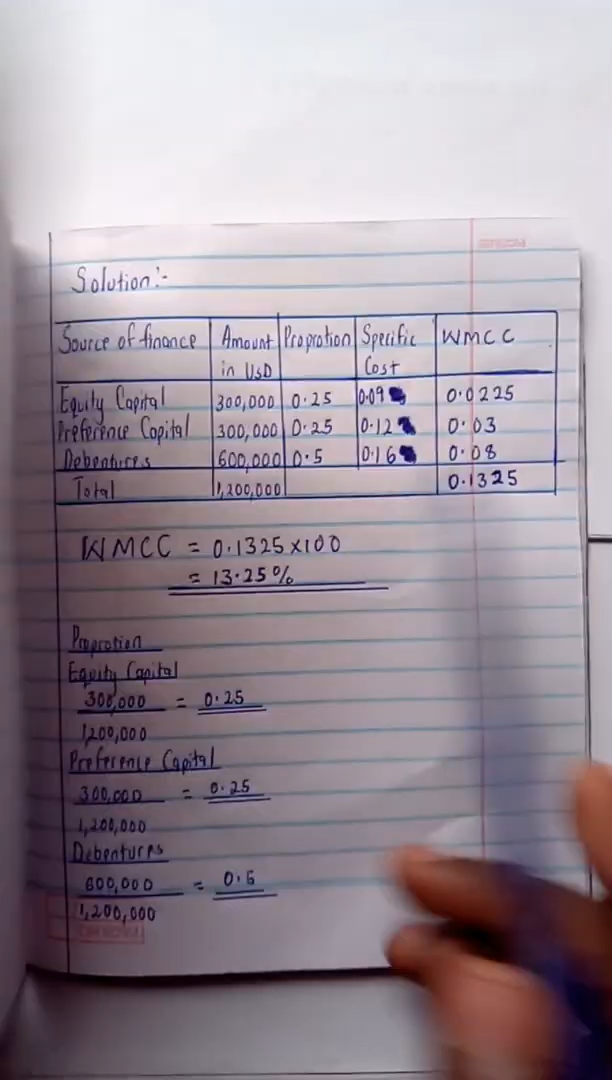 Solution:-
Source of finance Amount in USD Proprotion Specific Cost WMCC
Equity Capital 300,000 0.25 0.09 0.0225
Preference Capital 300,000 0.25 0.12 0.03
Debentures 600,000 0.5 0.16 0.08
Total 1,200,000 0.1325
WMCC = 0.1325 x 100
= 13.25%
Proprotion
Equity Capital
300,000 = 0.25
1,200,000
Preference Capital
300,000 = 0.25
1,200,000
Debentures
600,000 = 0.5
1,200,000